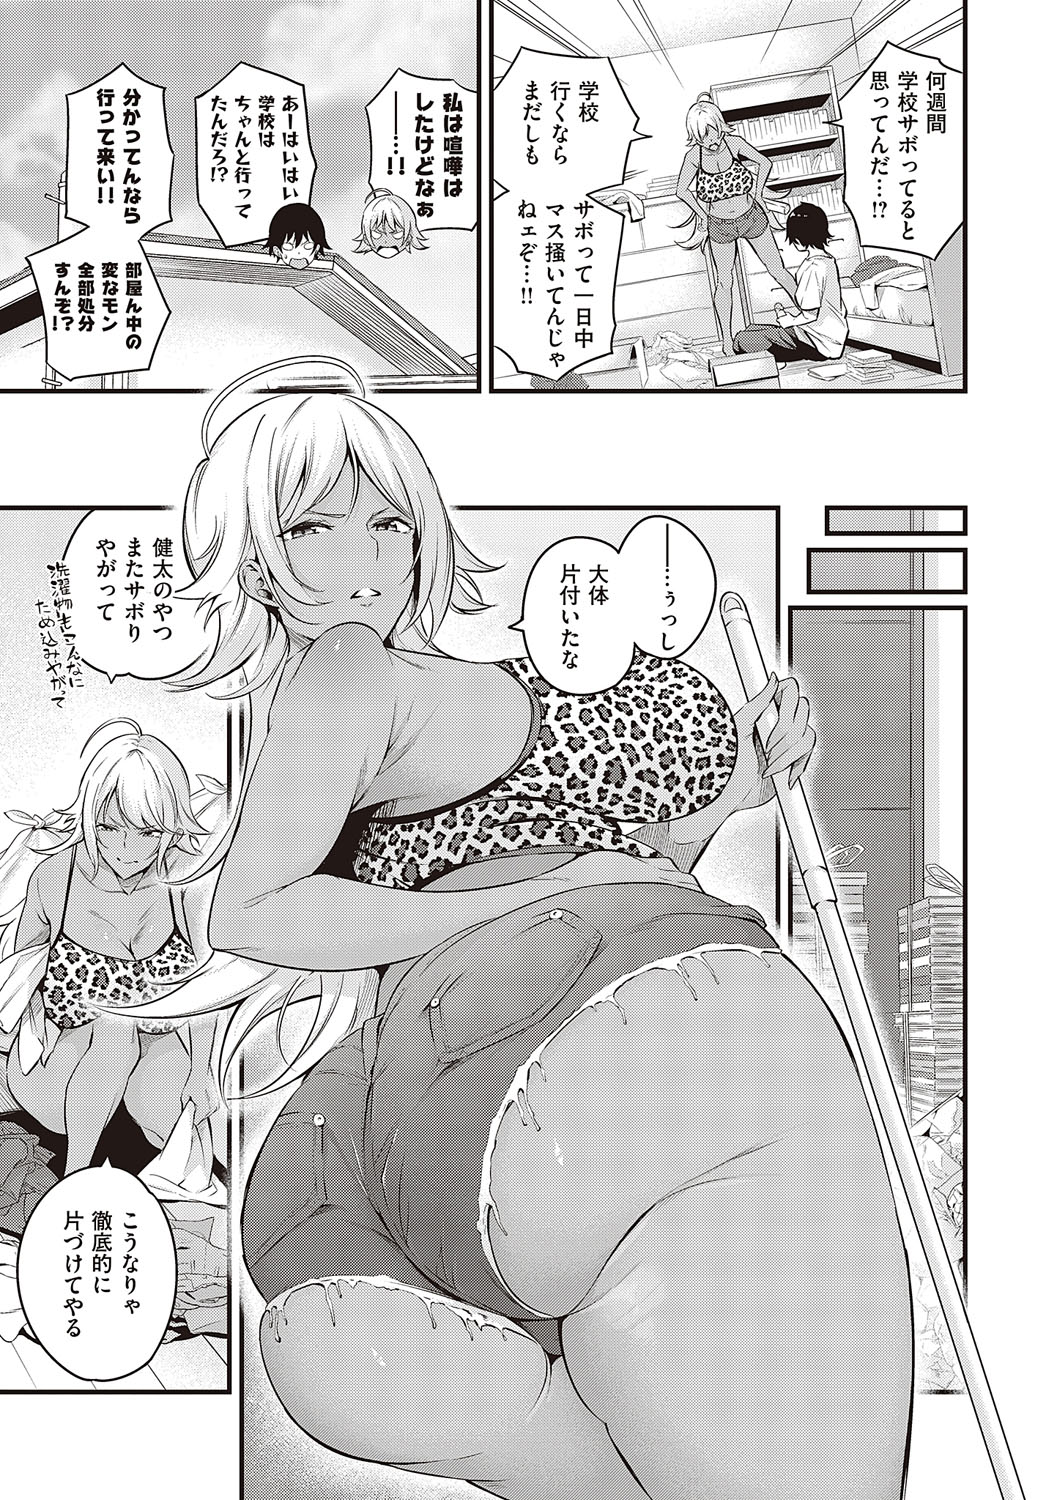 何週間
学校サボってると
思ってんだ…!?
学校
行くなら
まだしも
サボって一日中
マス掻いてんじゃ
ねェぞ…!!
私は喧嘩は
したけどなぁ
――…!!
あーはいはい
学校は
ちゃんと行って
たんだろ!?
分かってんなら
行って来い!!
部屋ん中の
変なモン
全部処分
すんぞ!?
――…ぅっし
大体
片付いたな
健太のやつ
またサボり
やがって
洗濯物もこんなに
ため込みやがって
こうなりゃ
徹底的に
片づけてやる